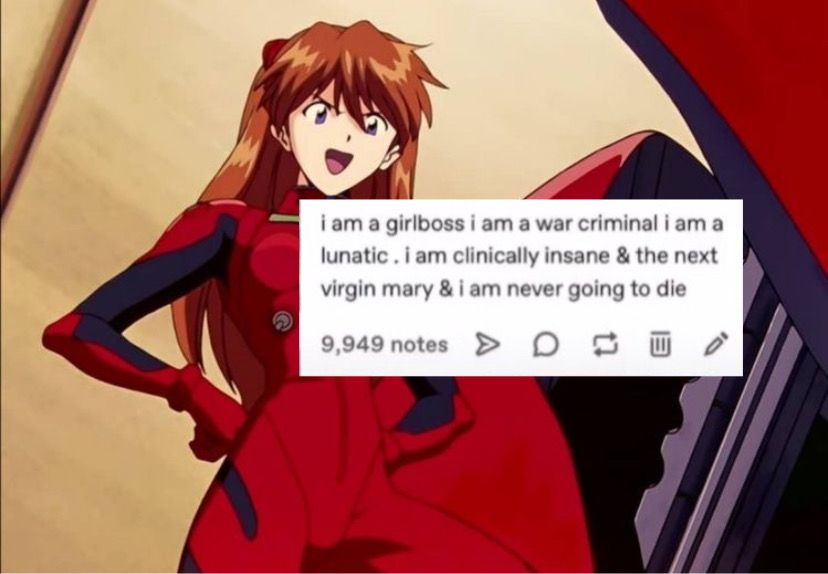 i am a girlboss i am a war criminal i am a
lunatic . i am clinically insane & the next
virgin mary & i am never going to die
9,949 notes